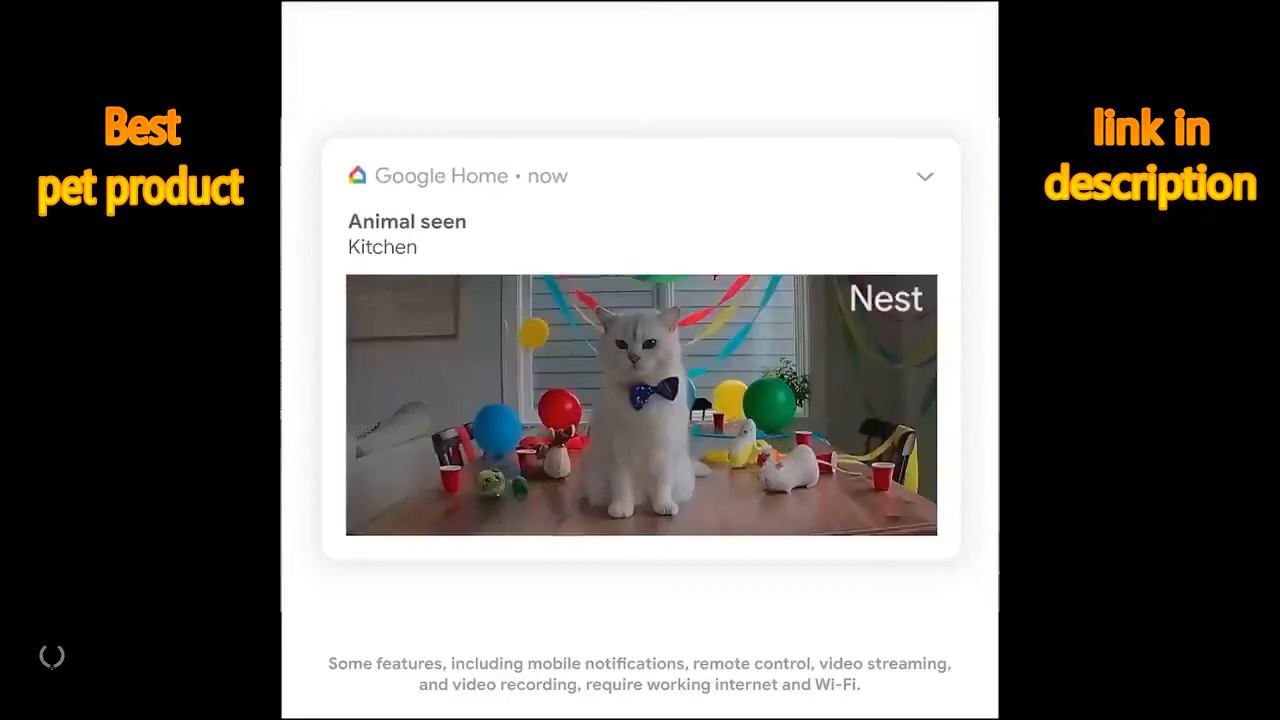 Best
pet product
link in
description
Google Home • now
Animal seen
Kitchen
Nest
Some features, including mobile notifications, remote control, video streaming,
and video recording, require working internet and Wi-Fi.